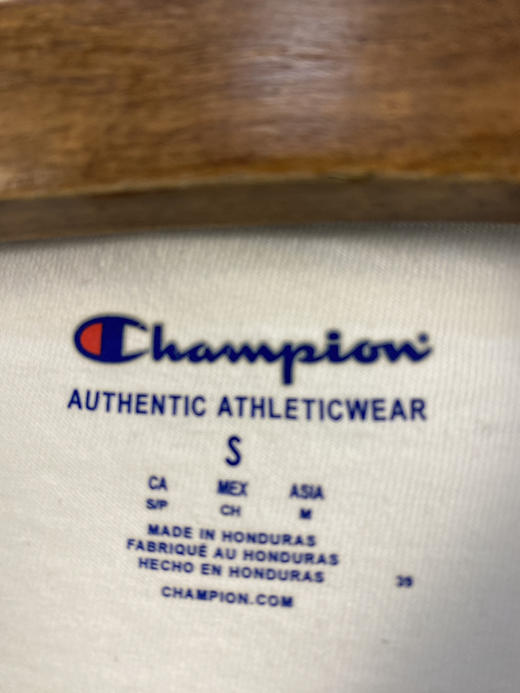 Champion
AUTHENTIC ATHLETICWEAR
S
CA MEX ASIA
S/P CH M
MADE IN HONDURAS
FABRIQUÉ AU HONDURAS
HECHO EN HONDURAS
39
CHAMPION.COM